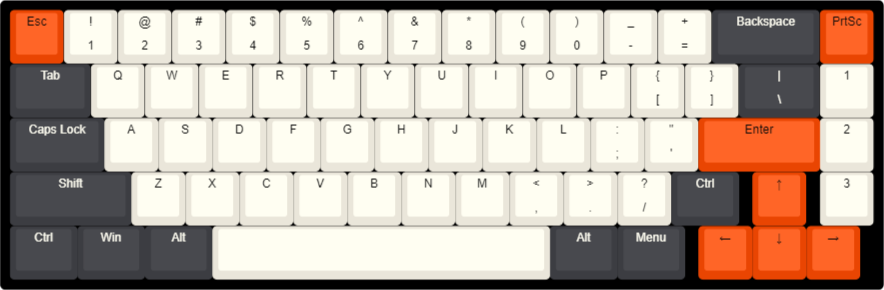 Esc ! @ # $ % ^ & * ( ) _ + Backspace PrtSc
1 2 3 4 5 6 7 8 9 0 - =
Tab Q W E R T Y U I O P { } | 1
[ ] \
Caps Lock A S D F G H J K L : " Enter 2
; '
Shift Z X C V B N M < > ? Ctrl ↑ 3
, . /
Ctrl Win Alt Alt Menu ← ↓ →